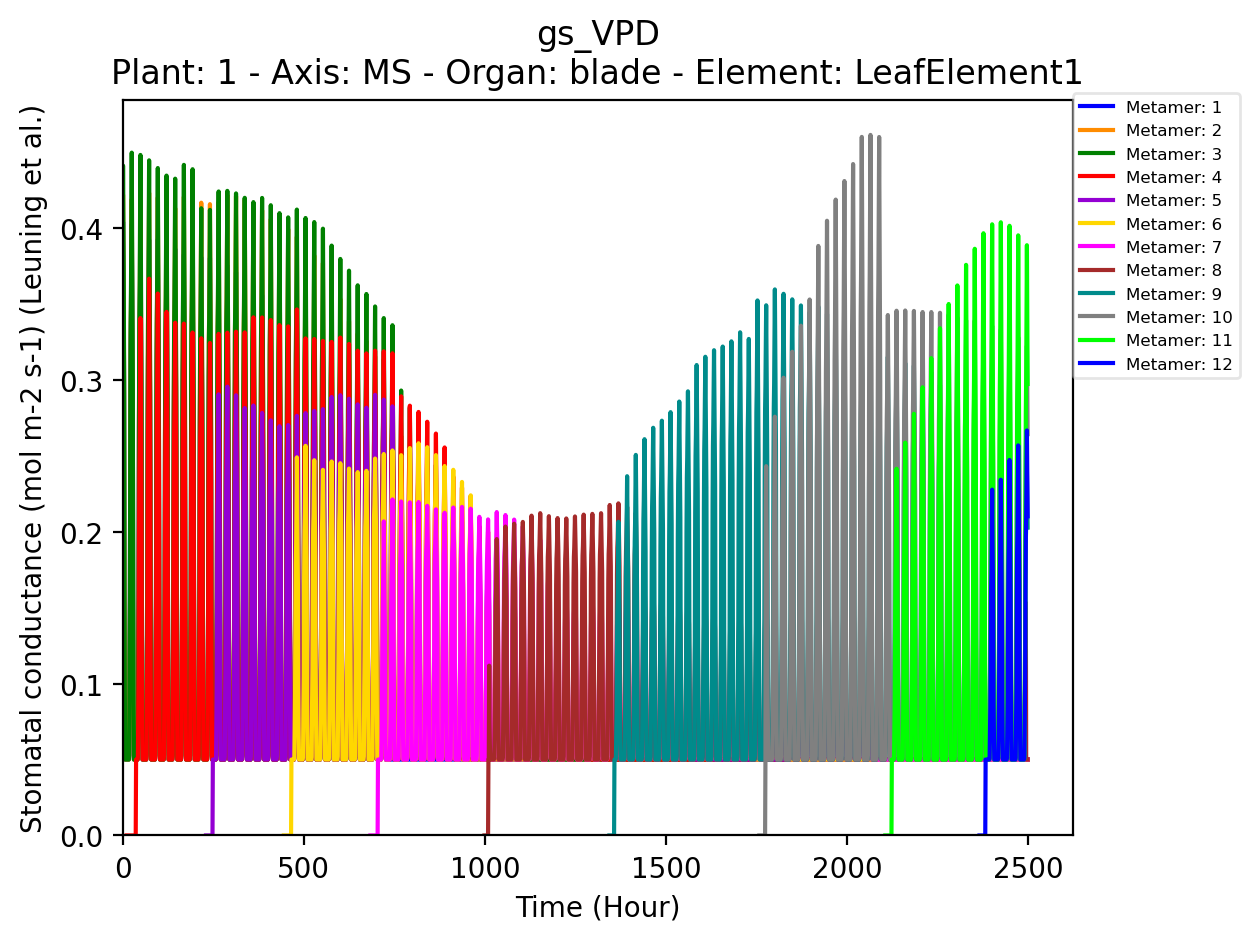 gs_VPD
Plant: 1 - Axis: MS - Organ: blade - Element: LeafElement1
Stomatal conductance (mol m-2 s-1) (Leuning et al.)
0.4
0.3
0.2
0.1
0.0
0
500
1000
1500
2000
2500
Time (Hour)
Metamer: 1
Metamer: 2
Metamer: 3
Metamer: 4
Metamer: 5
Metamer: 6
Metamer: 7
Metamer: 8
Metamer: 9
Metamer: 10
Metamer: 11
Metamer: 12